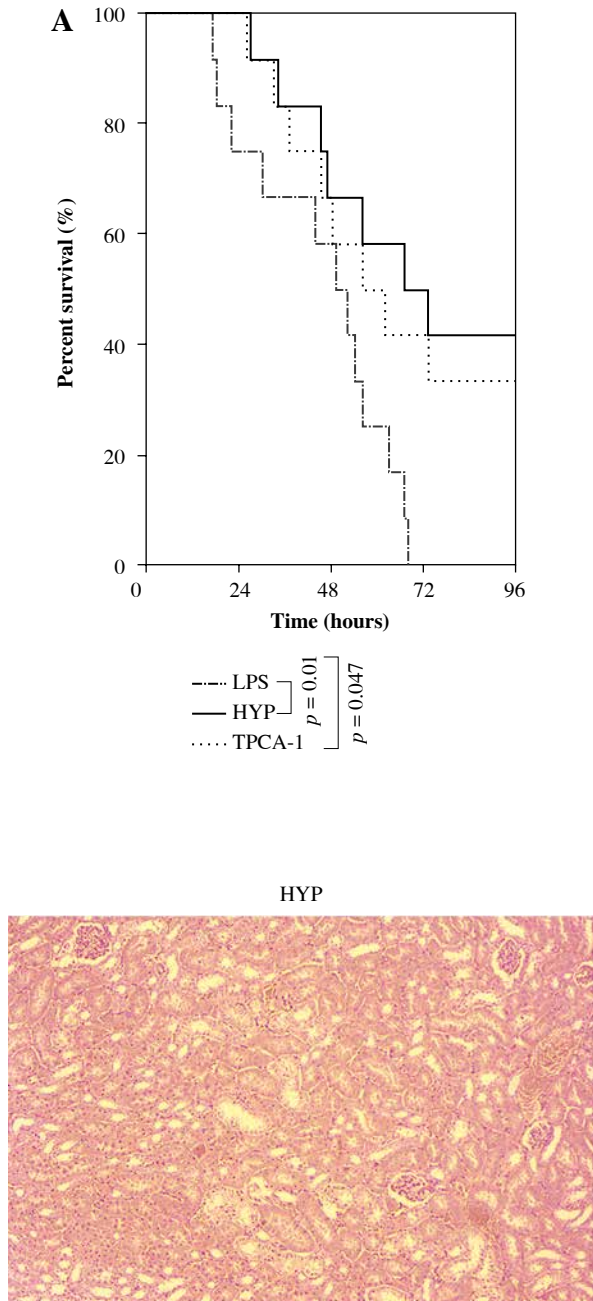 A
100
80
60
40
20
0
Percent survival (%)
0 24 48 72 96
Time (hours)
LPS
HYP
TPCA-1
p = 0.01
p = 0.047
HYP